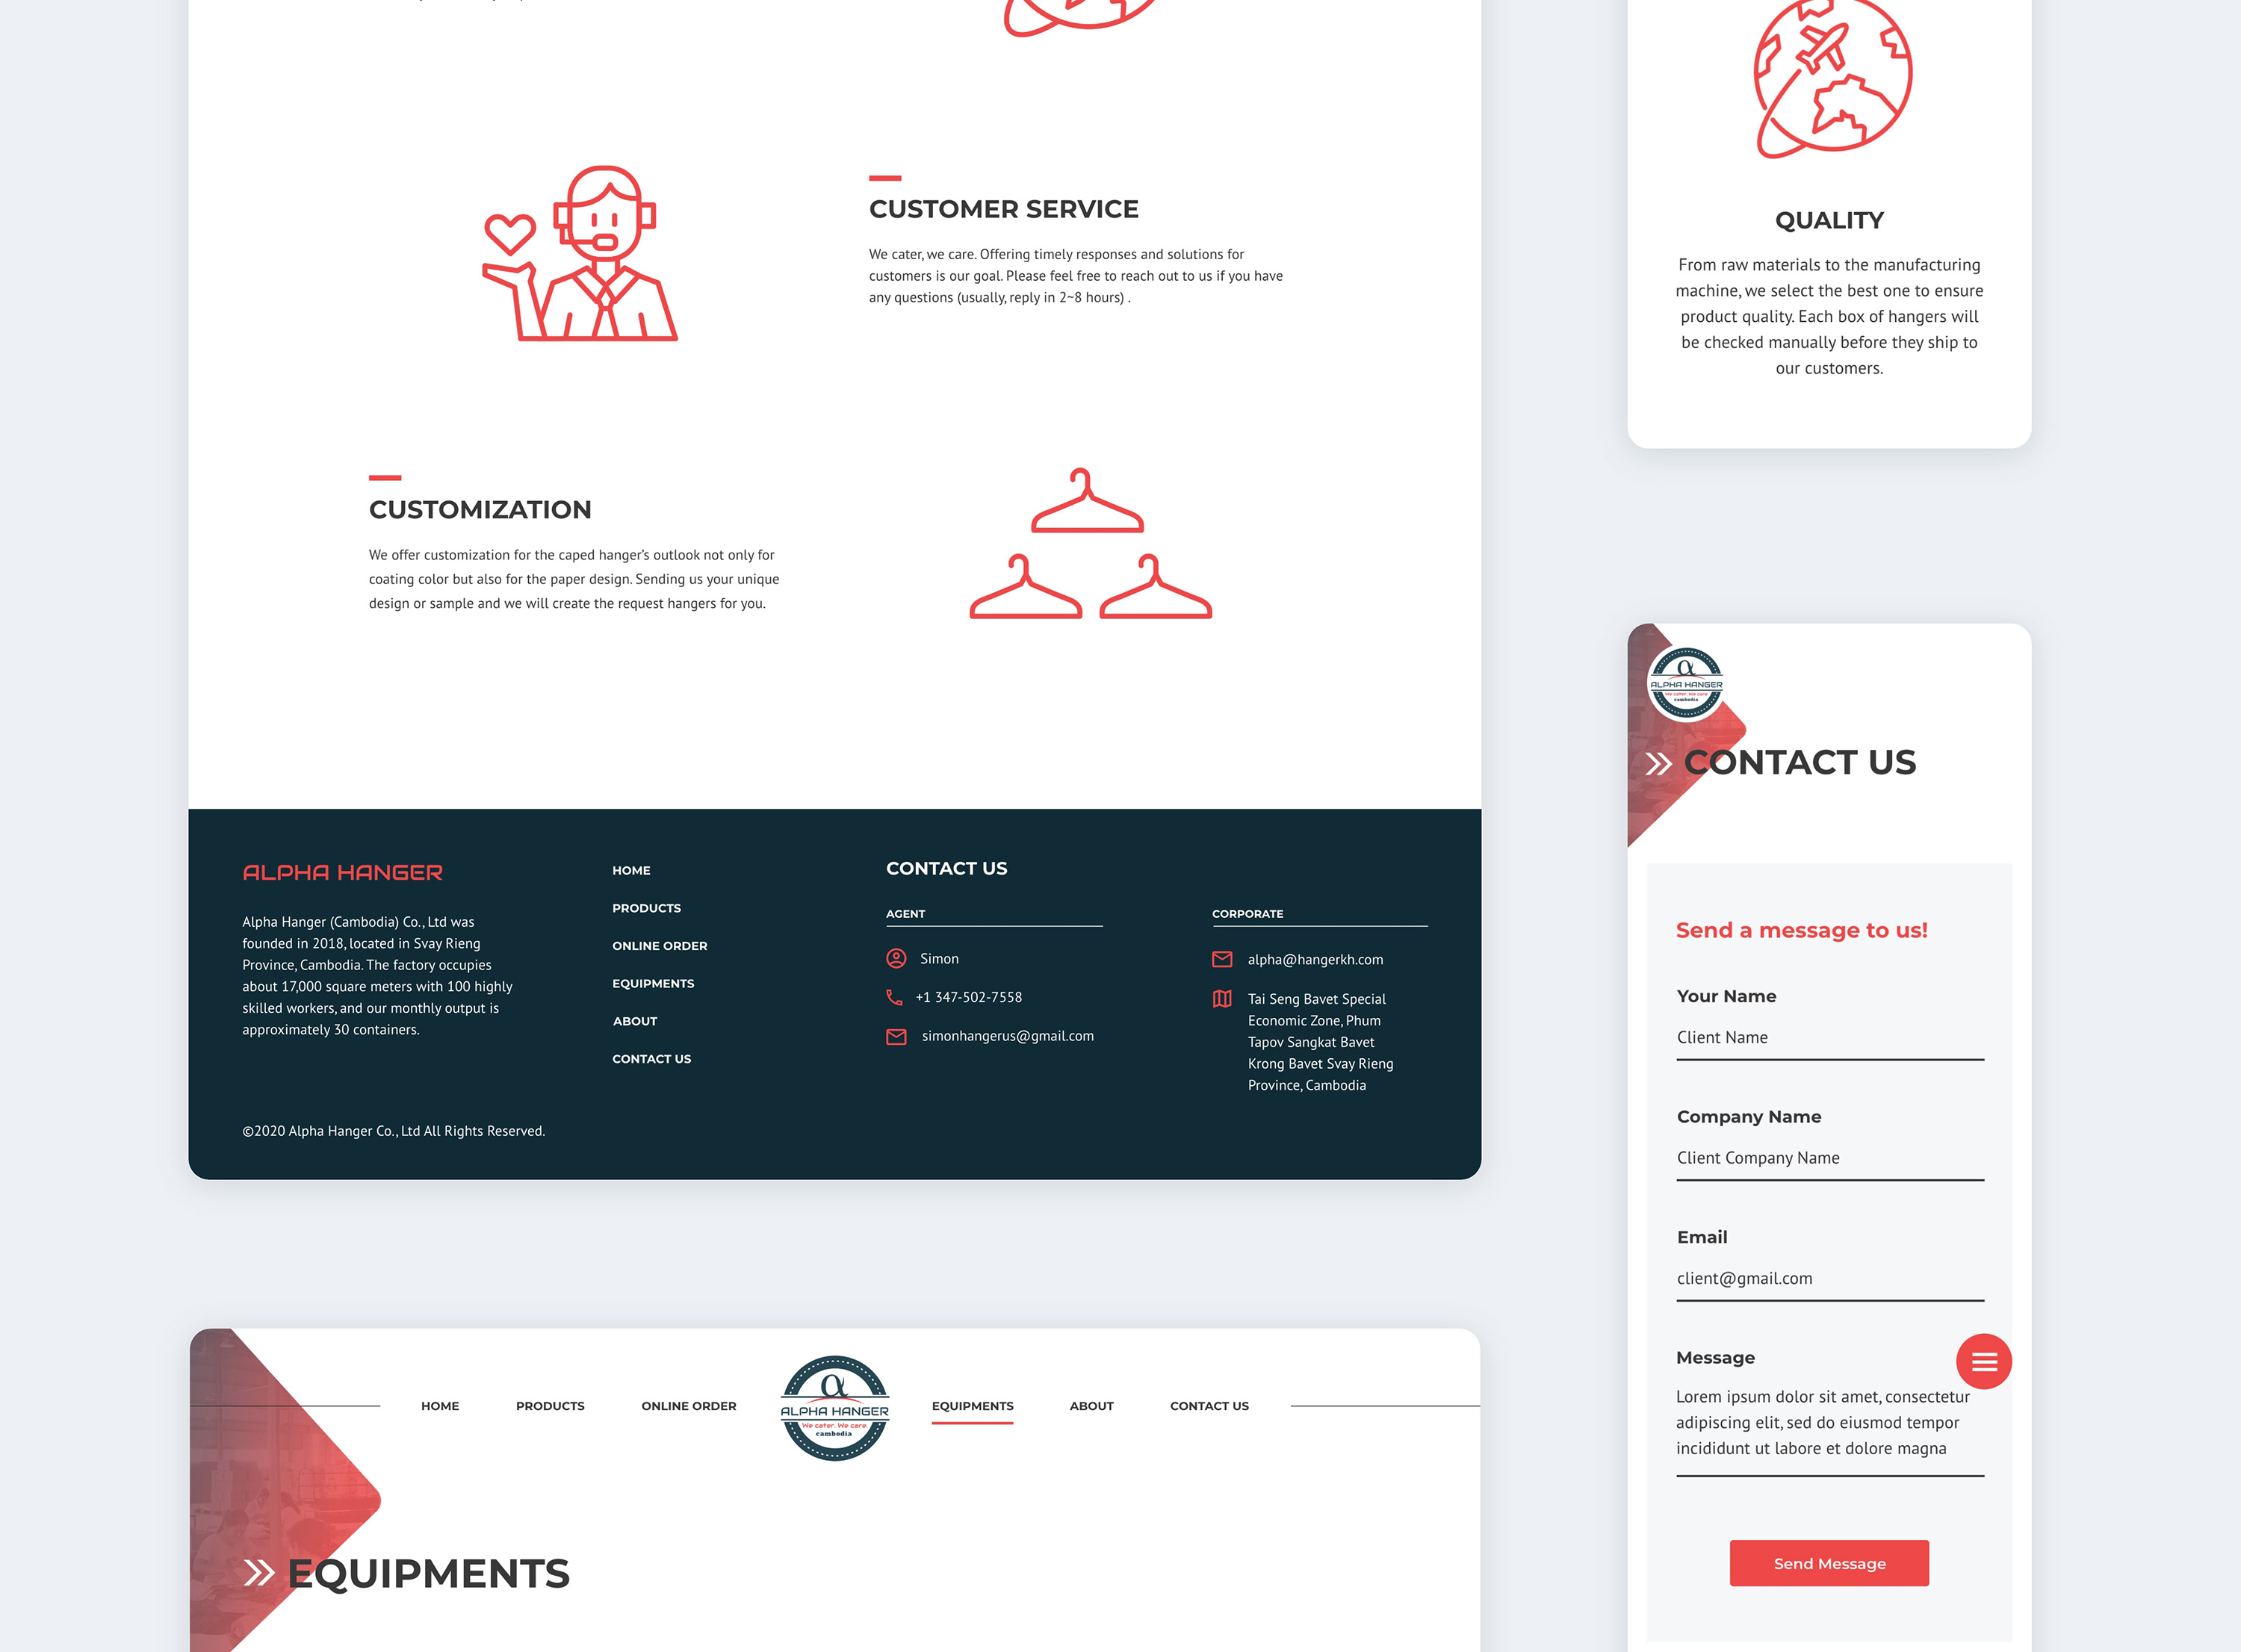 CUSTOMER SERVICE
We cater, we care. Offering timely responses and solutions for
customers is our goal. Please feel free to reach out to us if you have
any questions (usually, reply in 2~8 hours) .
CUSTOMIZATION
We offer customization for the caped hanger's outlook not only for
coating color but also for the paper design. Sending us your unique
design or sample and we will create the request hangers for you.
ALPHA HANGER
Alpha Hanger (Cambodia) Co., Ltd was
founded in 2018, located in Svay Rieng
Province, Cambodia. The factory occupies
about 17,000 square meters with 100 highly
skilled workers, and our monthly output is
approximately 30 containers.
HOME
PRODUCTS
ONLINE ORDER
EQUIPMENTS
ABOUT
CONTACT US
CONTACT US
AGENT
Simon
+1 347-502-7558
simonhangerus@gmail.com
CORPORATE
alpha@hangerkh.com
Tai Seng Bavet Special
Economic Zone, Phum
Tapov Sangkat Bavet
Krong Bavet Svay Rieng
Province, Cambodia
©2020 Alpha Hanger Co., Ltd All Rights Reserved.
HOME
PRODUCTS
ONLINE ORDER
α
ALPHA HANGER
We cater. We care.
cambodia
EQUIPMENTS
ABOUT
CONTACT US
EQUIPMENTS
QUALITY
From raw materials to the manufacturing
machine, we select the best one to ensure
product quality. Each box of hangers will
be checked manually before they ship to
our customers.
α
ALPHA HANGER
We cater. We care.
cambodia
CONTACT US
Send a message to us!
Your Name
Client Name
Company Name
Client Company Name
Email
client@gmail.com
Message
Lorem ipsum dolor sit amet, consectetur
adipiscing elit, sed do eiusmod tempor
incididunt ut labore et dolore magna
Send Message